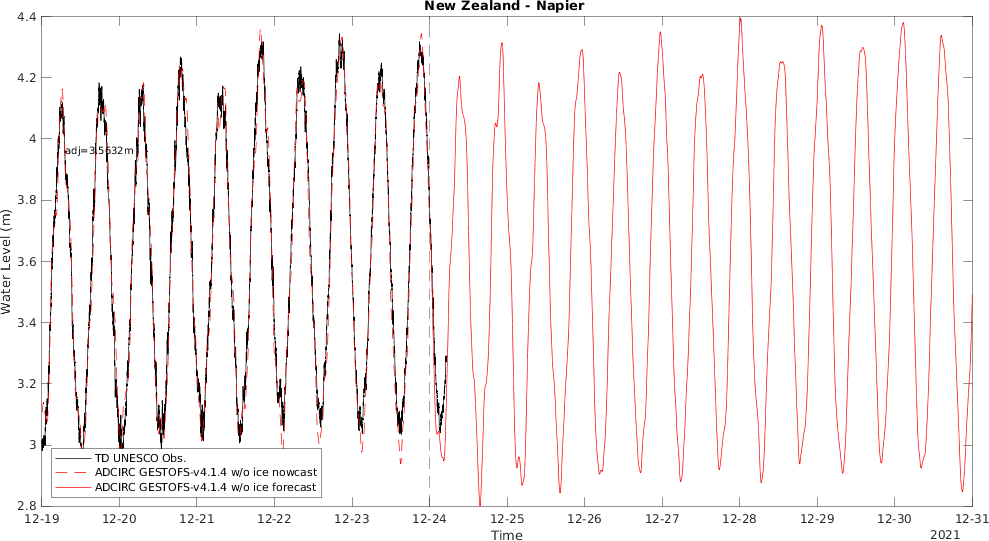 New Zealand - Napier
4.4
4.2
4
3.8
3.6
3.4
3.2
3
2.8
Water Level (m)
adj=3.5632m
TD UNESCO Obs.
ADCIRC GESTOFS-v4.1.4 w/o ice nowcast
ADCIRC GESTOFS-v4.1.4 w/o ice forecast
12-19 12-20 12-21 12-22 12-23 12-24 12-25 12-26 12-27 12-28 12-29 12-30 12-31
Time
2021